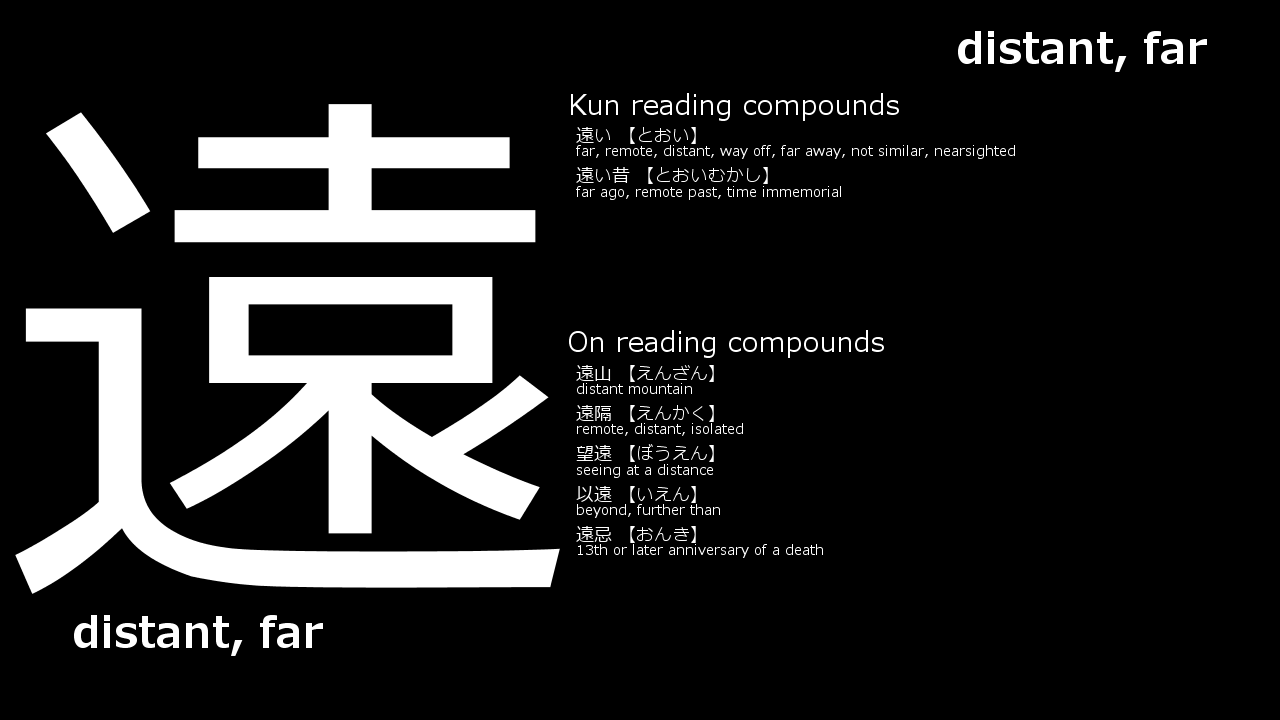 distant, far
遠
Kun reading compounds
遠い 【とおい】
far, remote, distant, way off, far away, not similar, nearsighted
遠い昔 【とおいむかし】
far ago, remote past, time immemorial
On reading compounds
遠山 【えんざん】
distant mountain
遠隔 【えんかく】
remote, distant, isolated
望遠 【ぼうえん】
seeing at a distance
以遠 【いえん】
beyond, further than
遠忌 【おんき】
13th or later anniversary of a death
distant, far